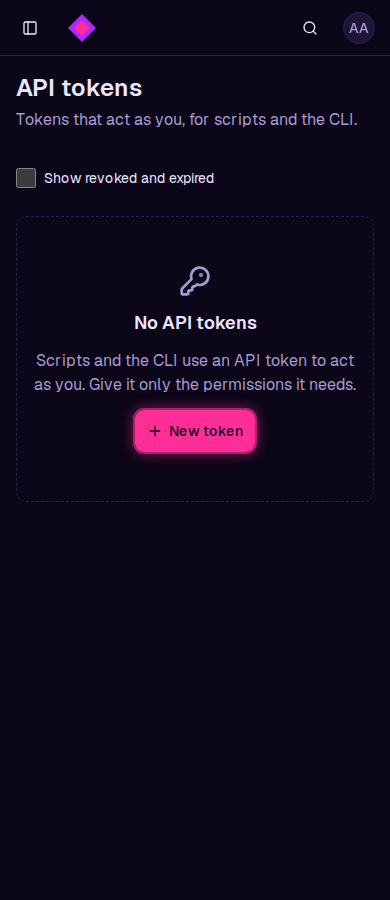 AA
API tokens
Tokens that act as you, for scripts and the CLI.
Show revoked and expired
No API tokens
Scripts and the CLI use an API token to act
as you. Give it only the permissions it needs.
New token